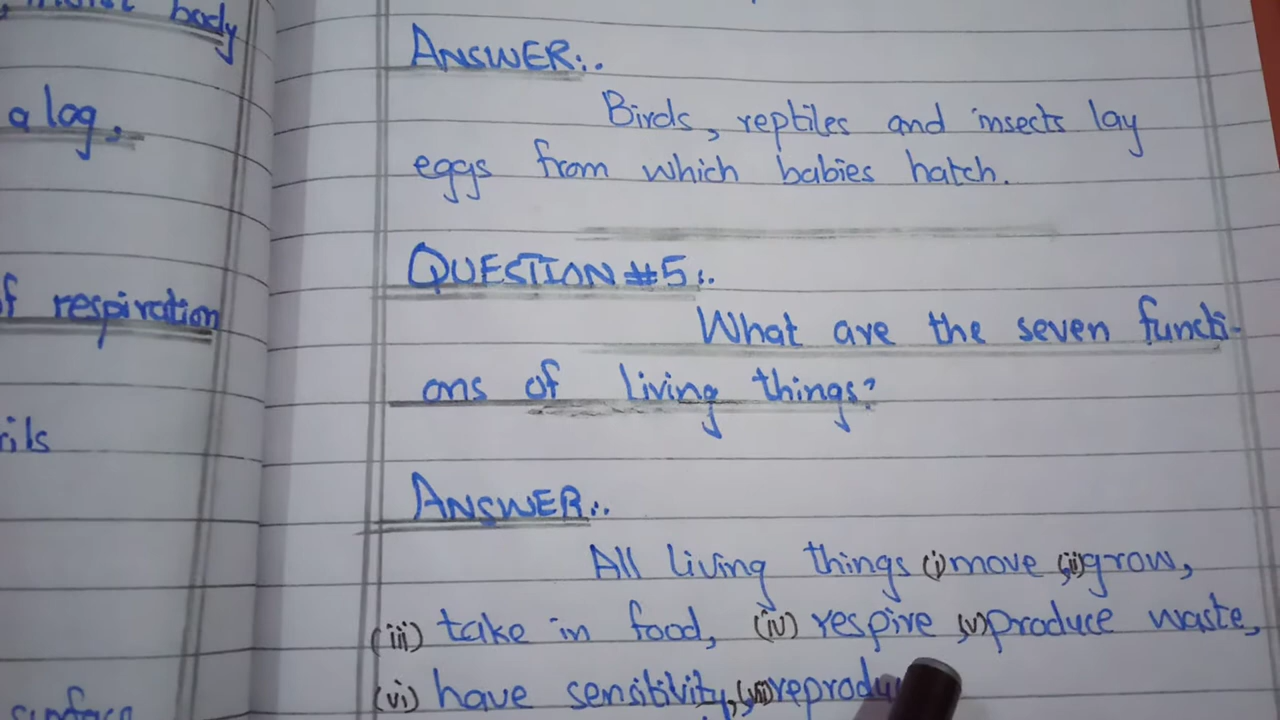 body
a log.
f respiration
rils
surface
ANSWER:.
Birds, reptiles and insects lay
eggs from which babies hatch.
QUESTION #5:.
What are the seven functi-
ons of living things?
ANSWER:.
All living things (i) move (ii) grow,
(iii) take in food, (iv) respire (v) produce waste,
(vi) have sensitivity, (vii) reprodu